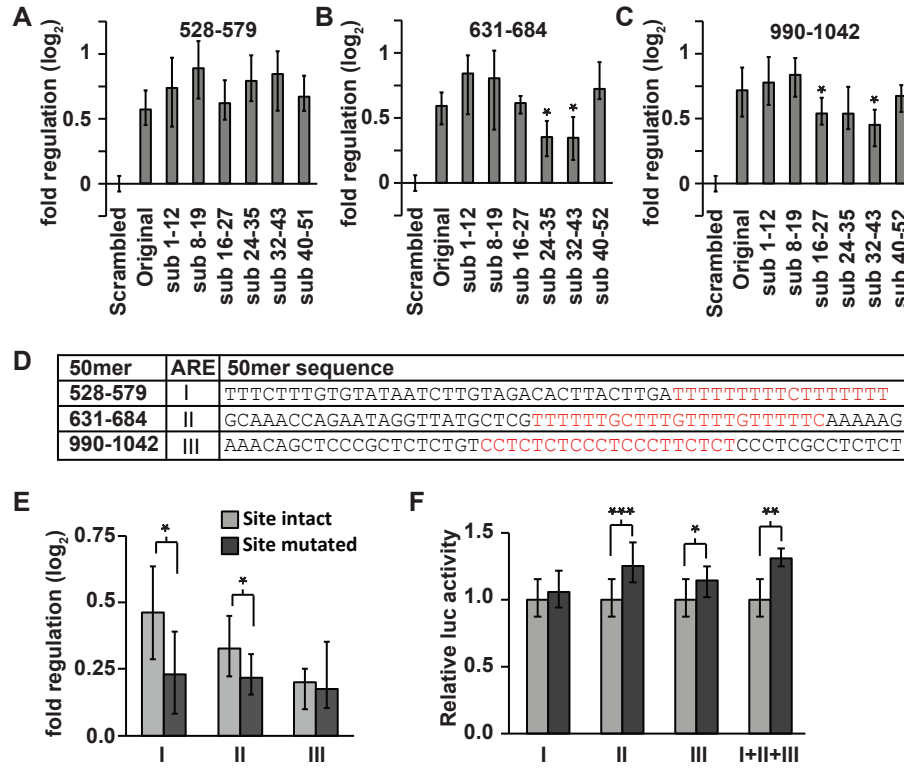 A
528-579
fold regulation (log2)
1
0.5
0
Scrambled
Original
sub 1-12
sub 8-19
sub 16-27
sub 24-35
sub 32-43
sub 40-51
B
631-684
fold regulation (log2)
1
0.5
0
* *
Scrambled
Original
sub 1-12
sub 8-19
sub 16-27
sub 24-35
sub 32-43
sub 40-52
C
990-1042
fold regulation (log2)
1
0.5
0
* *
Scrambled
Original
sub 1-12
sub 8-19
sub 16-27
sub 24-35
sub 32-43
sub 40-52
D
50mer ARE 50mer sequence
528-579 I TTTCTTTGTGTATAATCTTGTAGACACTTACTTGATTTTTTTTTCTTTTTTT
631-684 II GCAAACCAGAATAGGTTATGCTCGTTTTTTGCTTTGTTTTGTTTTTCAAAAAG
990-1042 III AAACAGCTCCCGCTCTCTGTCCTCTCTCCCTCCCTTCTCTCCCTCGCCTCTCT
E
Site intact
Site mutated
fold regulation (log2)
0.75
0.5
0.25
0.0
* *
I II III
F
Relative luc activity
1.5
1.0
0.5
0.0
*** * **
I II III I+II+III